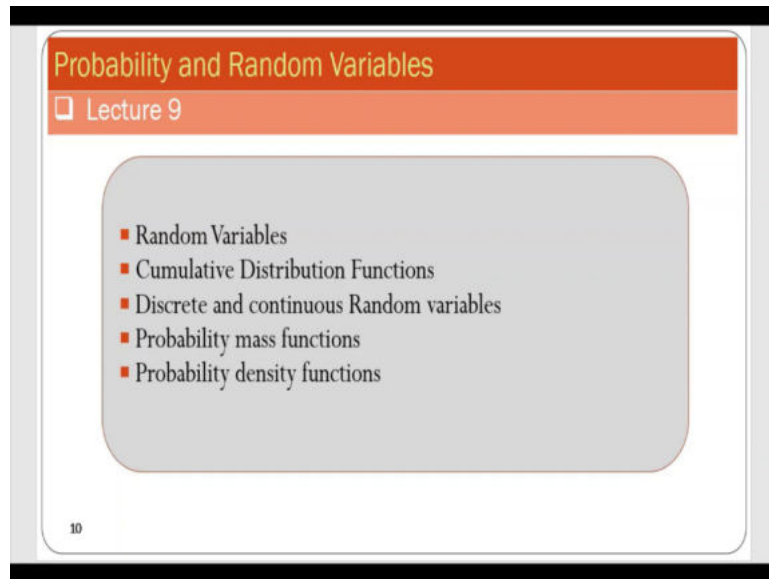 Probability and Random Variables
Lecture 9
Random Variables
Cumulative Distribution Functions
Discrete and continuous Random variables
Probability mass functions
Probability density functions
10